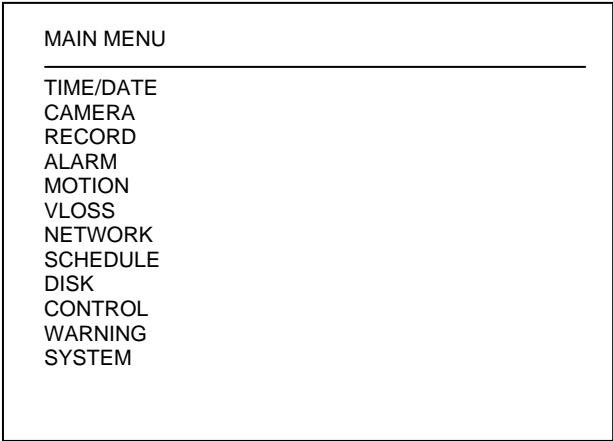 MAIN MENU
TIME/DATE
CAMERA
RECORD
ALARM
MOTION
VLOSS
NETWORK
SCHEDULE
DISK
CONTROL
WARNING
SYSTEM